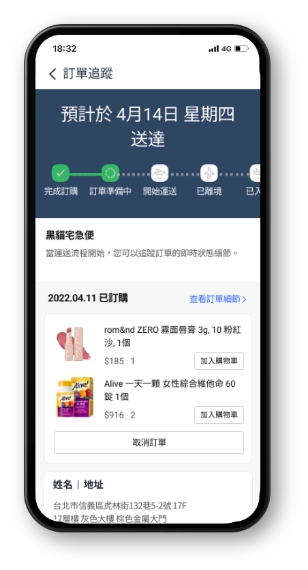 18:32
4G
訂單追蹤
預計於 4月14日 星期四
送達
完成訂購 訂單準備中 開始運送 已離境 已入
黑貓宅急便
當運送流程開始，您可以追蹤訂單的即時狀態細節。
2022.04.11 已訂購 查看訂單細節
rom&nd ZERO 霧面唇膏 3g, 10 粉紅
沙, 1個
$185 · 1 加入購物車
Alive 一天一顆 女性綜合維他命 60
錠 1個
$916 · 2 加入購物車
Alive!
取消訂單
姓名｜地址
台北市信義區虎林街132巷5-2號 17F
17層樓 灰色大樓 棕色金屬大門